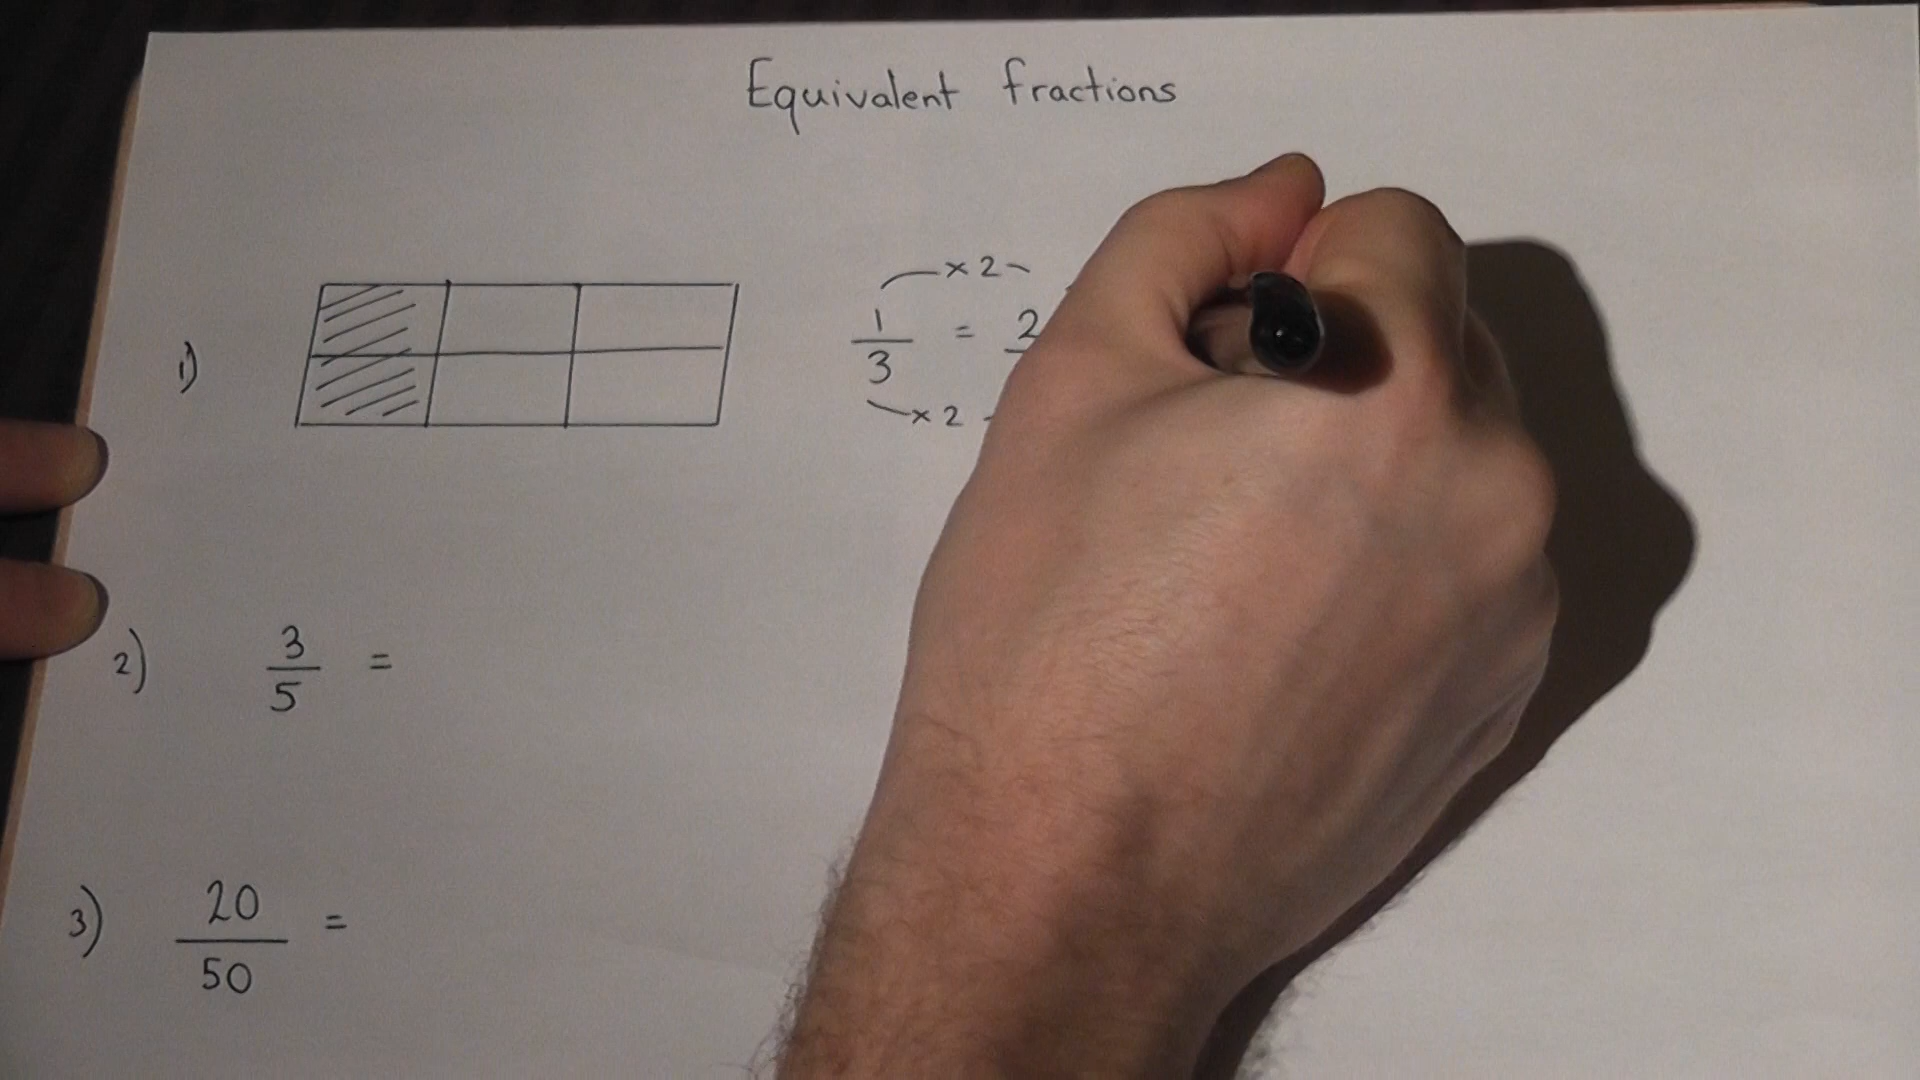 Equivalent fractions
1)
× 2
1/3 = 2
× 2
2) 3/5 =
3) 20/50 =